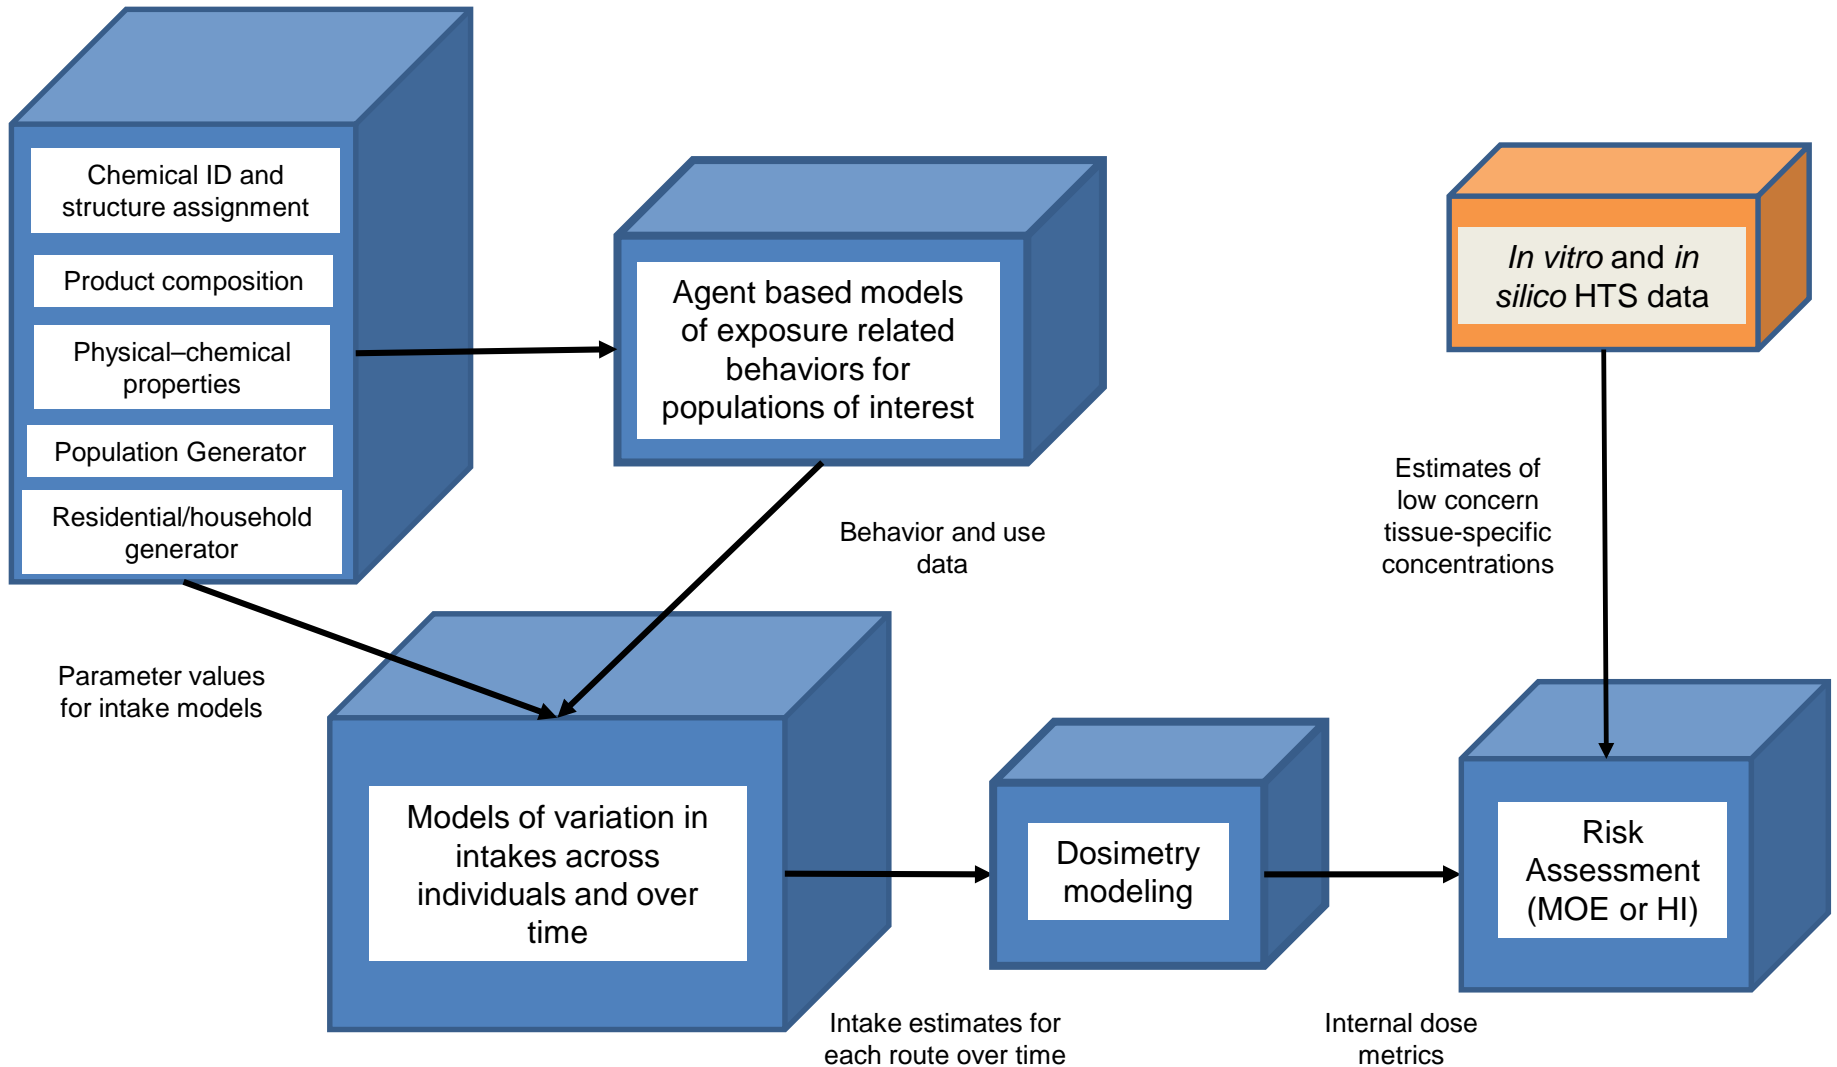 Chemical ID and
structure assignment
Product composition
Physical–chemical
properties
Population Generator
Residential/household
generator
Agent based models
of exposure related
behaviors for
populations of interest
In vitro and in
silico HTS data
Estimates of
low concern
tissue-specific
concentrations
Behavior and use
data
Parameter values
for intake models
Models of variation in
intakes across
individuals and over
time
Dosimetry
modeling
Risk
Assessment
(MOE or HI)
Intake estimates for
each route over time
Internal dose
metrics